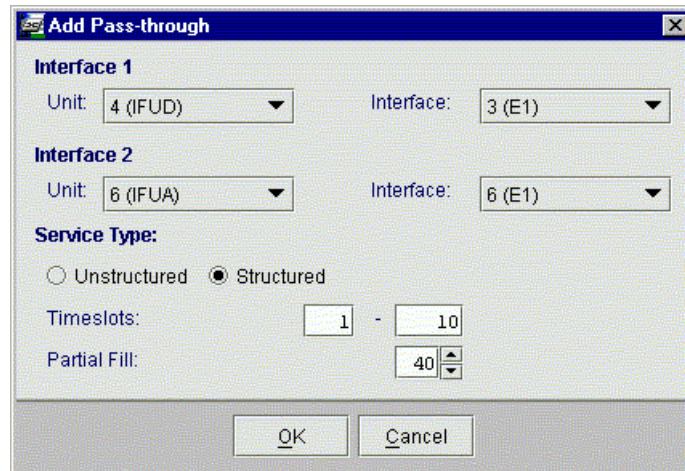 Add Pass-through
Interface 1
Unit: 4 (IFUD) Interface: 3 (E1)
Interface 2
Unit: 6 (IFUA) Interface: 6 (E1)
Service Type:
Unstructured Structured
Timeslots: 1 - 10
Partial Fill: 40
OK Cancel